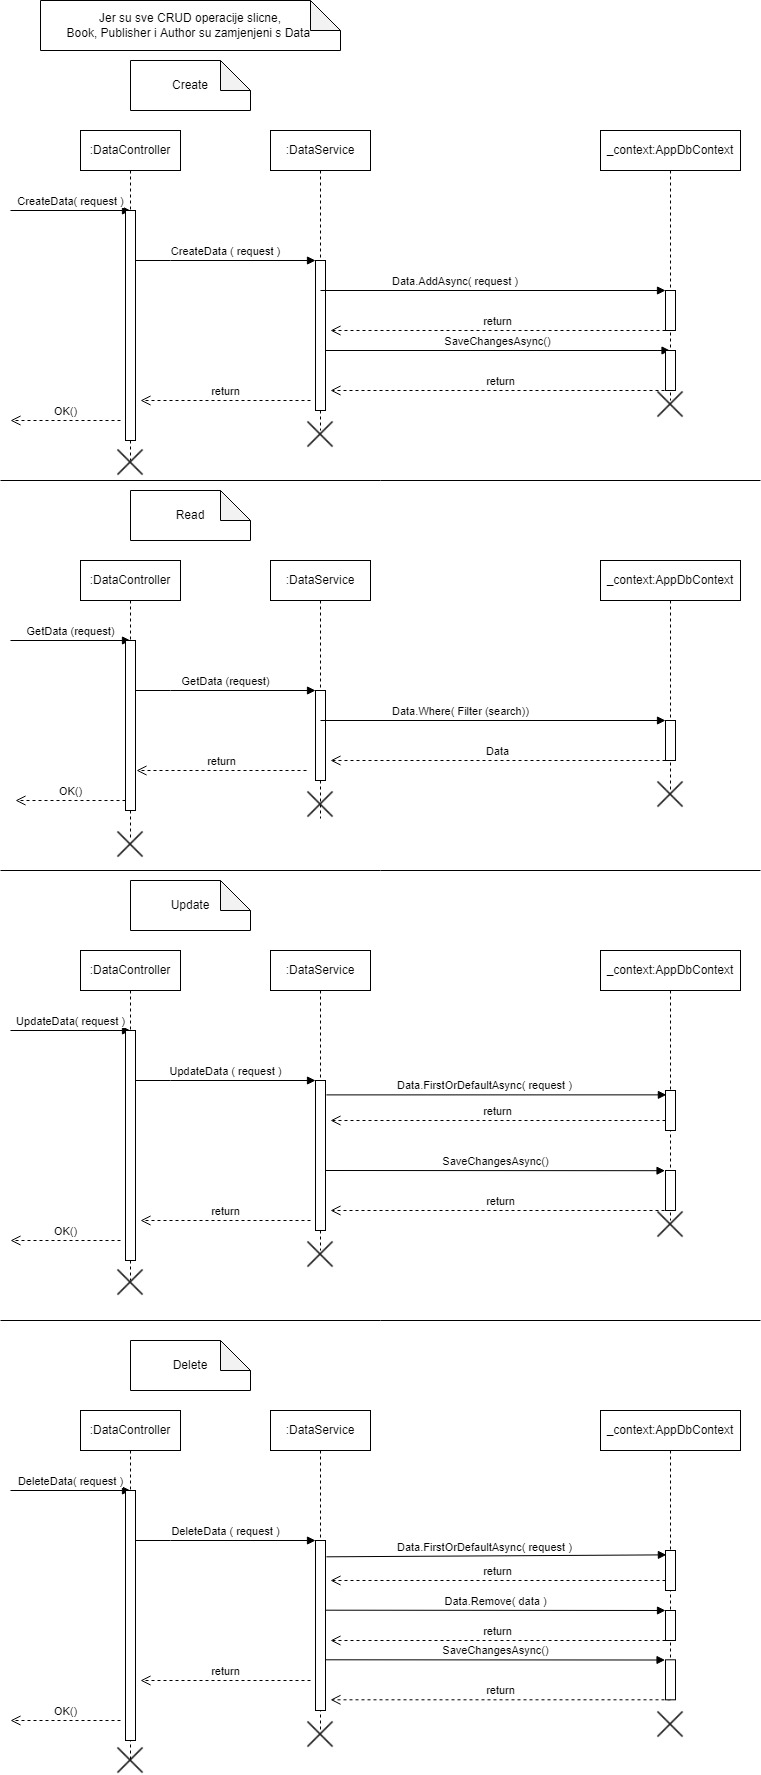 Jer su sve CRUD operacije slicne,
Book, Publisher i Author su zamjenjeni s Data
Create
:DataController
:DataService
_context:AppDbContext
CreateData( request )
CreateData ( request )
Data.AddAsync( request )
return
SaveChangesAsync()
return
return
OK()
Read
:DataController
:DataService
_context:AppDbContext
GetData (request)
GetData (request)
Data.Where( Filter (search))
Data
return
OK()
Update
:DataController
:DataService
_context:AppDbContext
UpdateData( request )
UpdateData ( request )
Data.FirstOrDefaultAsync( request )
return
SaveChangesAsync()
return
return
OK()
Delete
:DataController
:DataService
_context:AppDbContext
DeleteData( request )
DeleteData ( request )
Data.FirstOrDefaultAsync( request )
return
Data.Remove( data )
return
SaveChangesAsync()
return
return
OK()